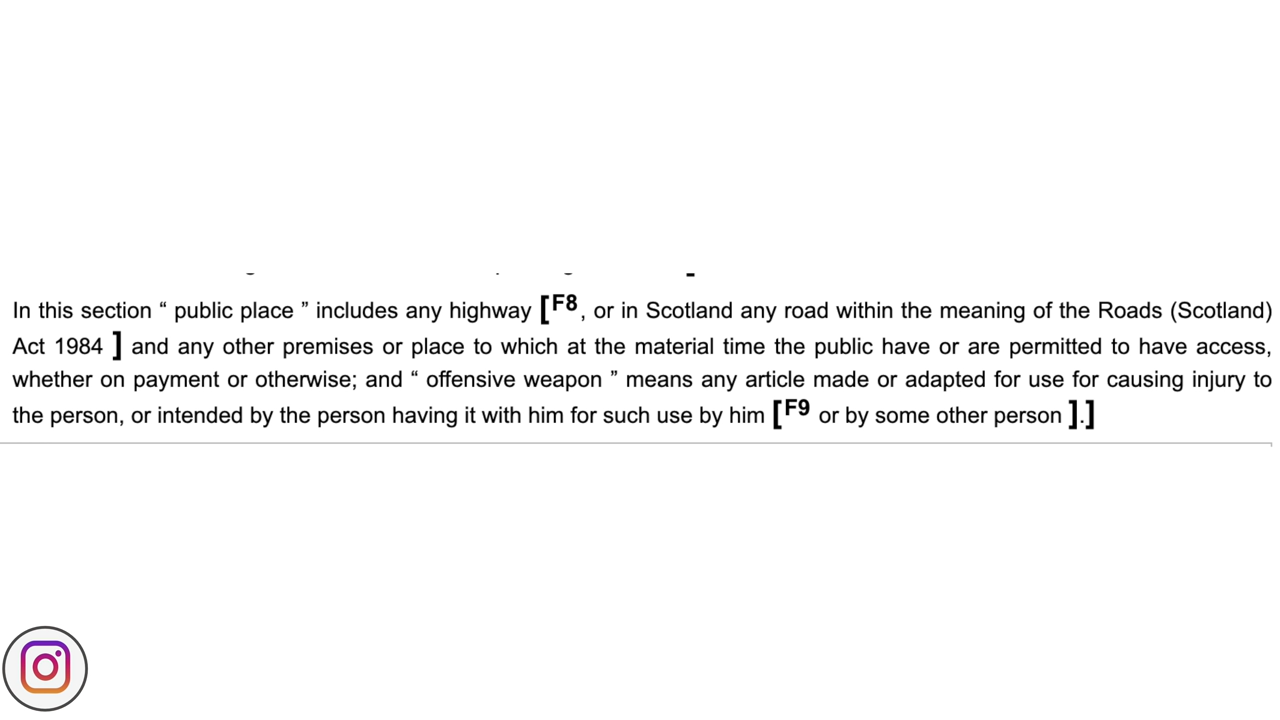 In this section “ public place ” includes any highway [F8, or in Scotland any road within the meaning of the Roads (Scotland)
Act 1984 ] and any other premises or place to which at the material time the public have or are permitted to have access,
whether on payment or otherwise; and “ offensive weapon ” means any article made or adapted for use for causing injury to
the person, or intended by the person having it with him for such use by him [F9 or by some other person ].]